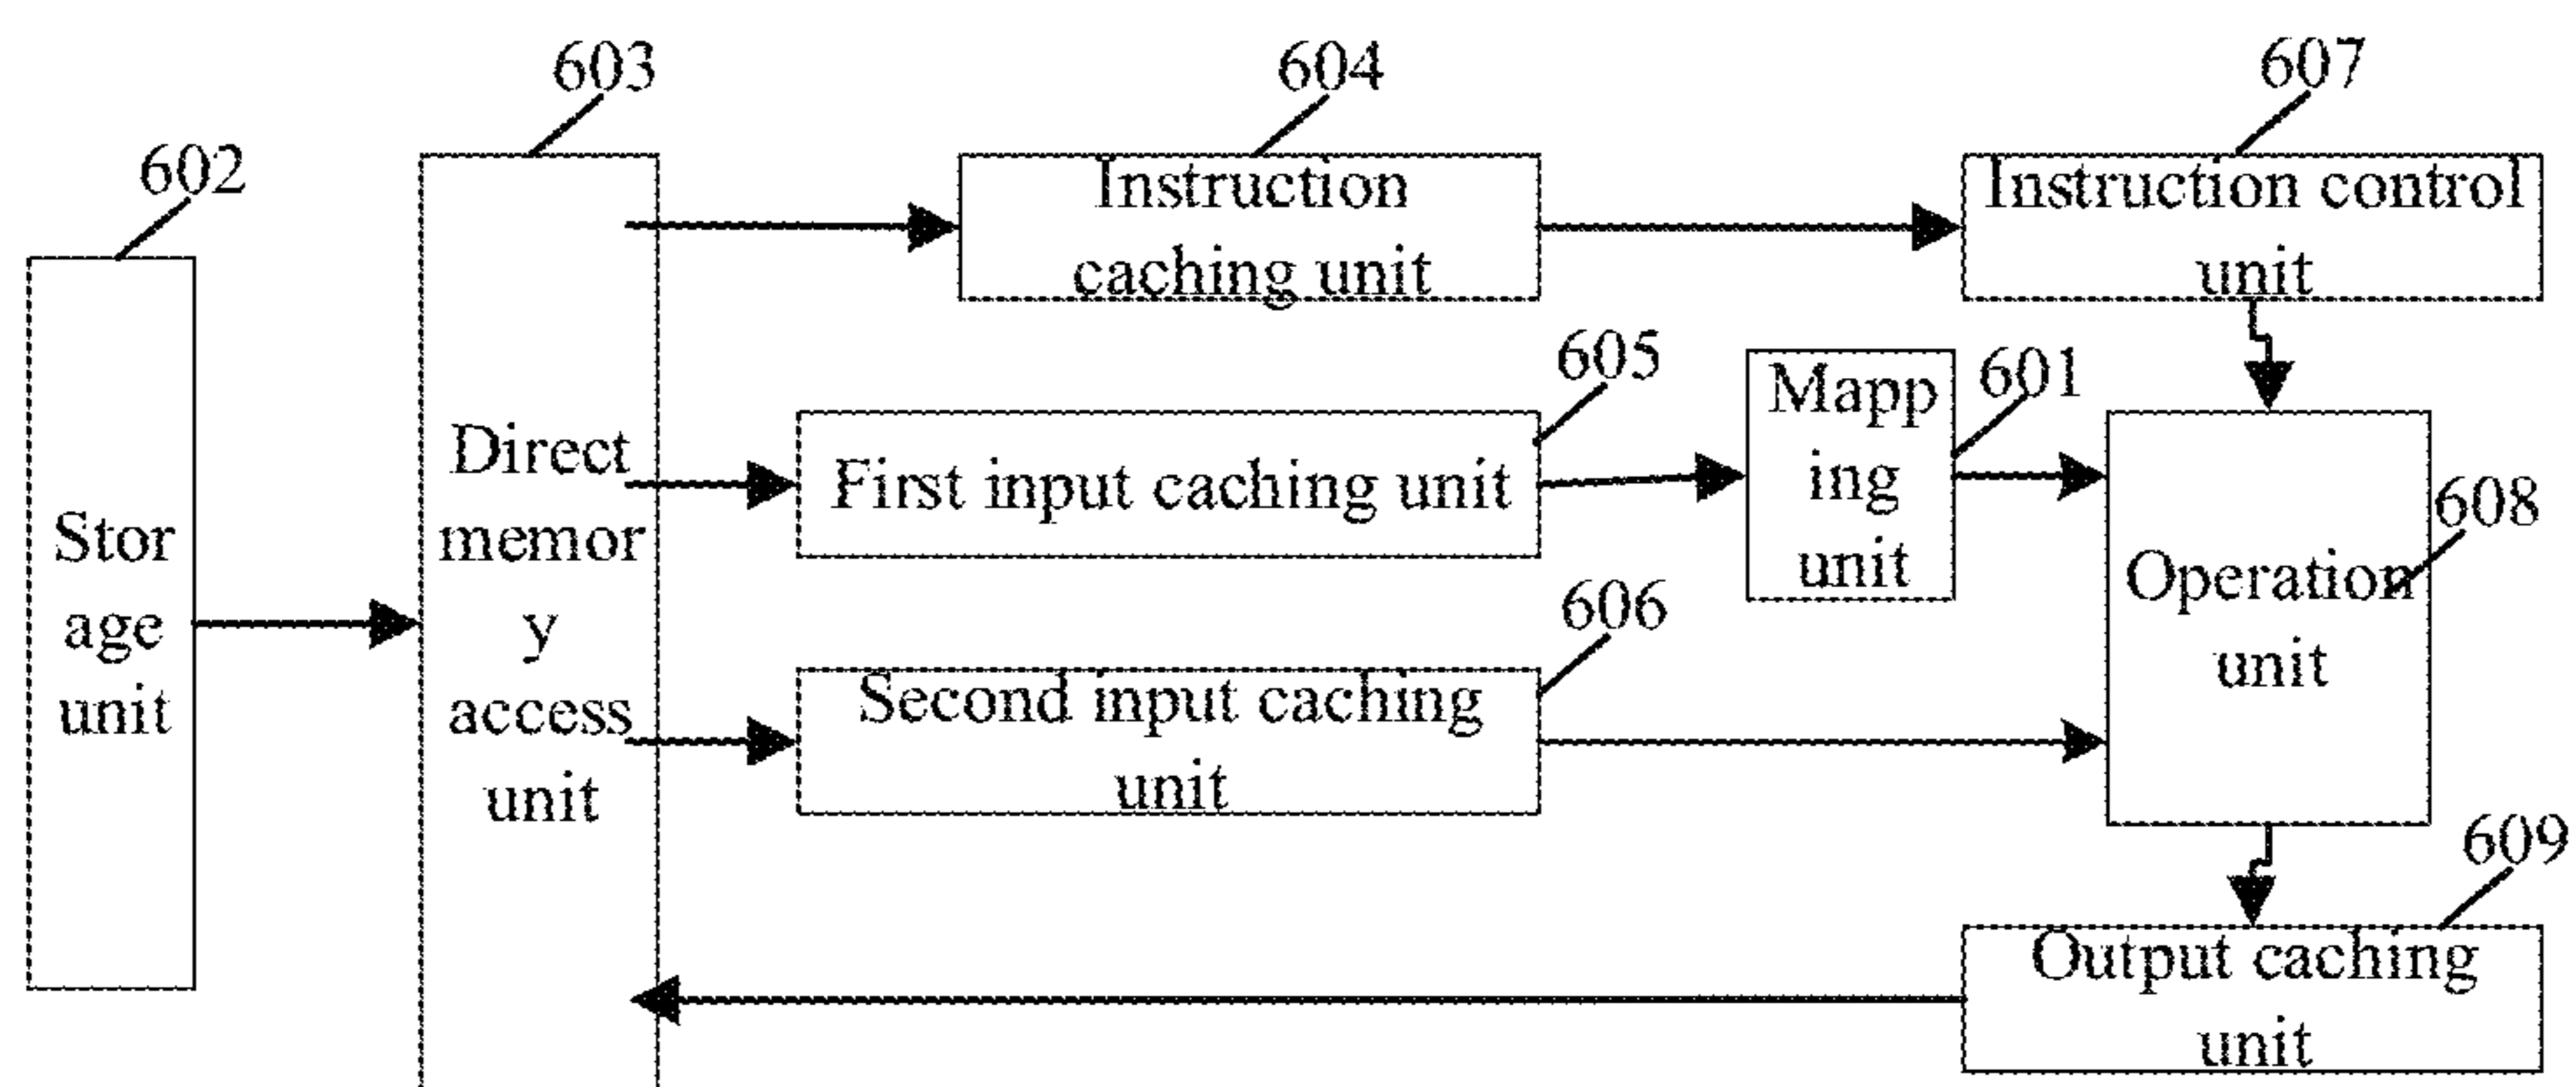 602
Stor
age
unit
603
Direct
memor
y
access
unit
604
Instruction
caching unit
607
Instruction control
unit
605
First input caching unit
601
Mapp
ing
unit
606
Second input caching
unit
608
Operation
unit
609
Output caching
unit